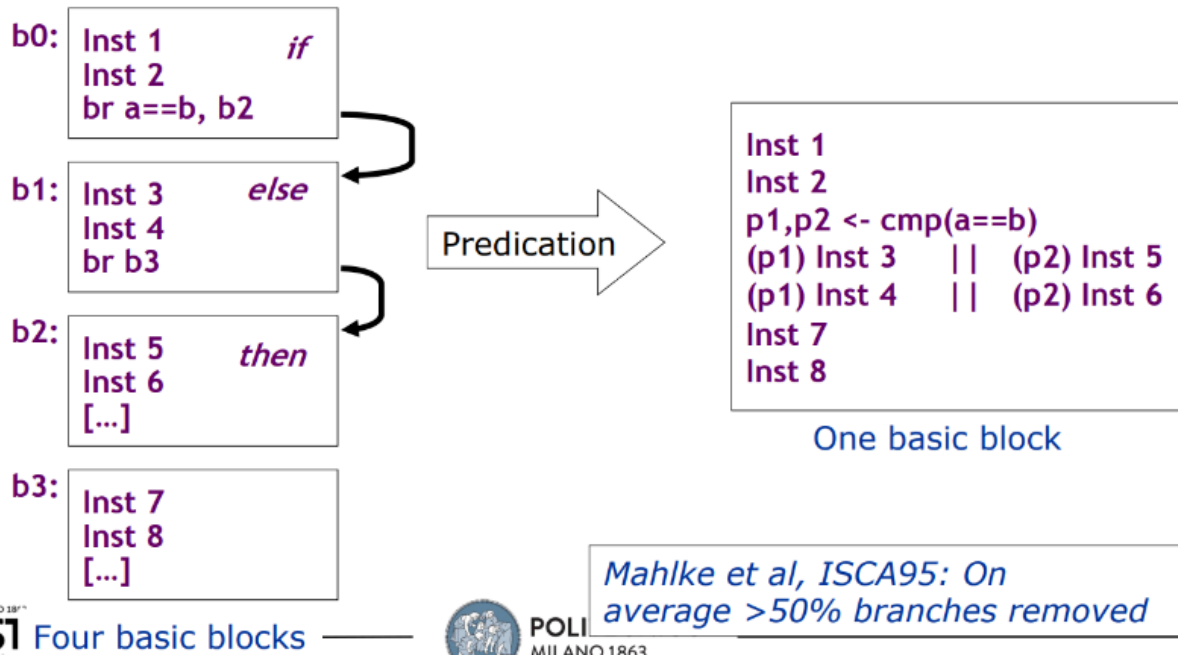 b0:
Inst 1 if
Inst 2
br a==b, b2
b1:
Inst 3 else
Inst 4
br b3
b2:
Inst 5 then
Inst 6
[...]
b3:
Inst 7
Inst 8
[...]
Four basic blocks
Predication
Inst 1
Inst 2
p1,p2 <- cmp(a==b)
(p1) Inst 3 || (p2) Inst 5
(p1) Inst 4 || (p2) Inst 6
Inst 7
Inst 8
One basic block
Mahlke et al, ISCA95: On
average >50% branches removed
POLI
MILANO 1863